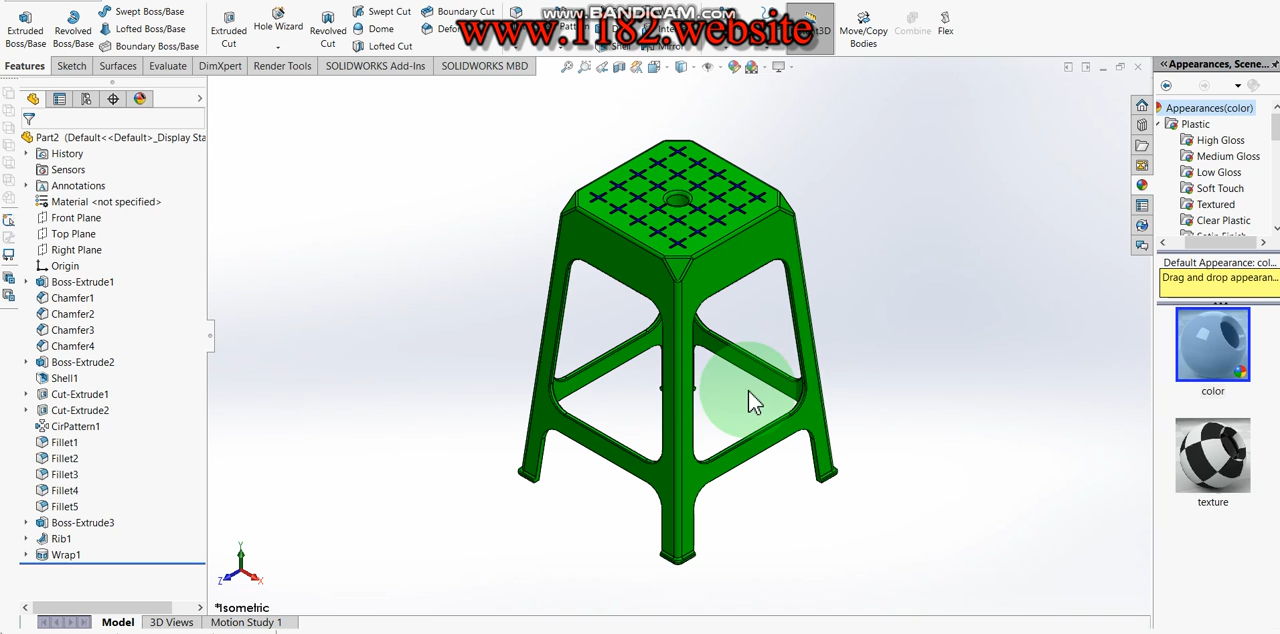 www.BANDICAM.com
www.1182.website
Extruded Boss/Base
Revolved Boss/Base
Swept Boss/Base
Lofted Boss/Base
Boundary Boss/Base
Extruded Cut
Hole Wizard
Revolved Cut
Swept Cut
Dome
Lofted Cut
Boundary Cut
Move/Copy Bodies
Combine
Flex
Features
Sketch
Surfaces
Evaluate
DimXpert
Render Tools
SOLIDWORKS Add-Ins
SOLIDWORKS MBD
Part2 (Default<<Default>_Display Sta
History
Sensors
Annotations
Material <not specified>
Front Plane
Top Plane
Right Plane
Origin
Boss-Extrude1
Chamfer1
Chamfer2
Chamfer3
Chamfer4
Boss-Extrude2
Shell1
Cut-Extrude1
Cut-Extrude2
CirPattern1
Fillet1
Fillet2
Fillet3
Fillet4
Fillet5
Boss-Extrude3
Rib1
Wrap1
Y
Z
X
*Isometric
Model
3D Views
Motion Study 1
Appearances, Scene...
Appearances(color)
Plastic
High Gloss
Medium Gloss
Low Gloss
Soft Touch
Textured
Clear Plastic
Default Appearance: col...
Drag and drop appearan...
color
texture